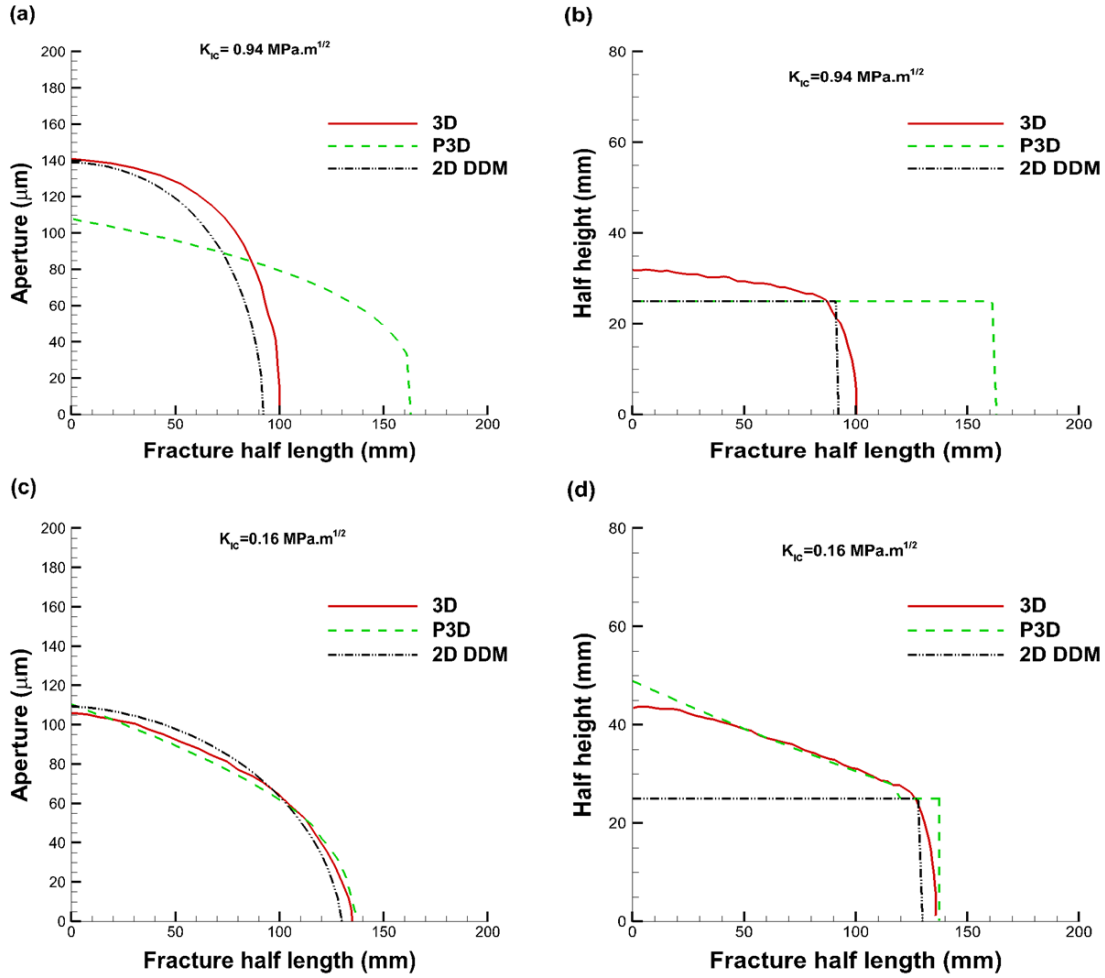 (a)
K_IC= 0.94 MPa.m^1/2
200
180
160
140
120
100
80
60
40
20
0
Aperture (μm)
3D
P3D
2D DDM
0 50 100 150 200
Fracture half length (mm)
(b)
K_IC=0.94 MPa.m^1/2
80
60
40
20
0
Half height (mm)
3D
P3D
2D DDM
0 50 100 150 200
Fracture half length (mm)
(c)
K_IC=0.16 MPa.m^1/2
200
180
160
140
120
100
80
60
40
20
0
Aperture (μm)
3D
P3D
2D DDM
0 50 100 150 200
Fracture half length (mm)
(d)
K_IC=0.16 MPa.m^1/2
80
60
40
20
0
Half height (mm)
3D
P3D
2D DDM
0 50 100 150 200
Fracture half length (mm)